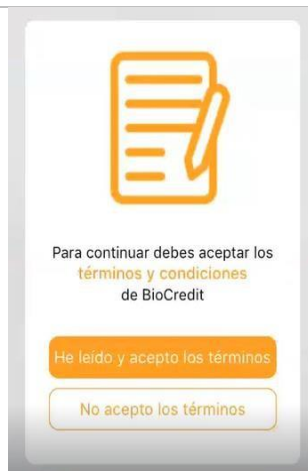 Para continuar debes aceptar los
términos y condiciones
de BioCredit
He leído y acepto los términos
No acepto los términos